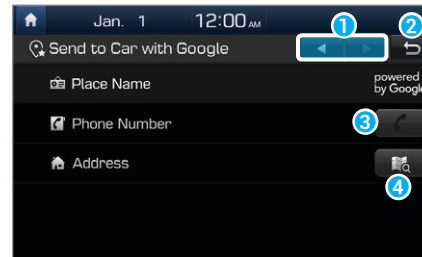 Jan. 1 12:00 AM
1
2
Send to Car with Google
Place Name
powered
by Google
Phone Number
3
Address
4